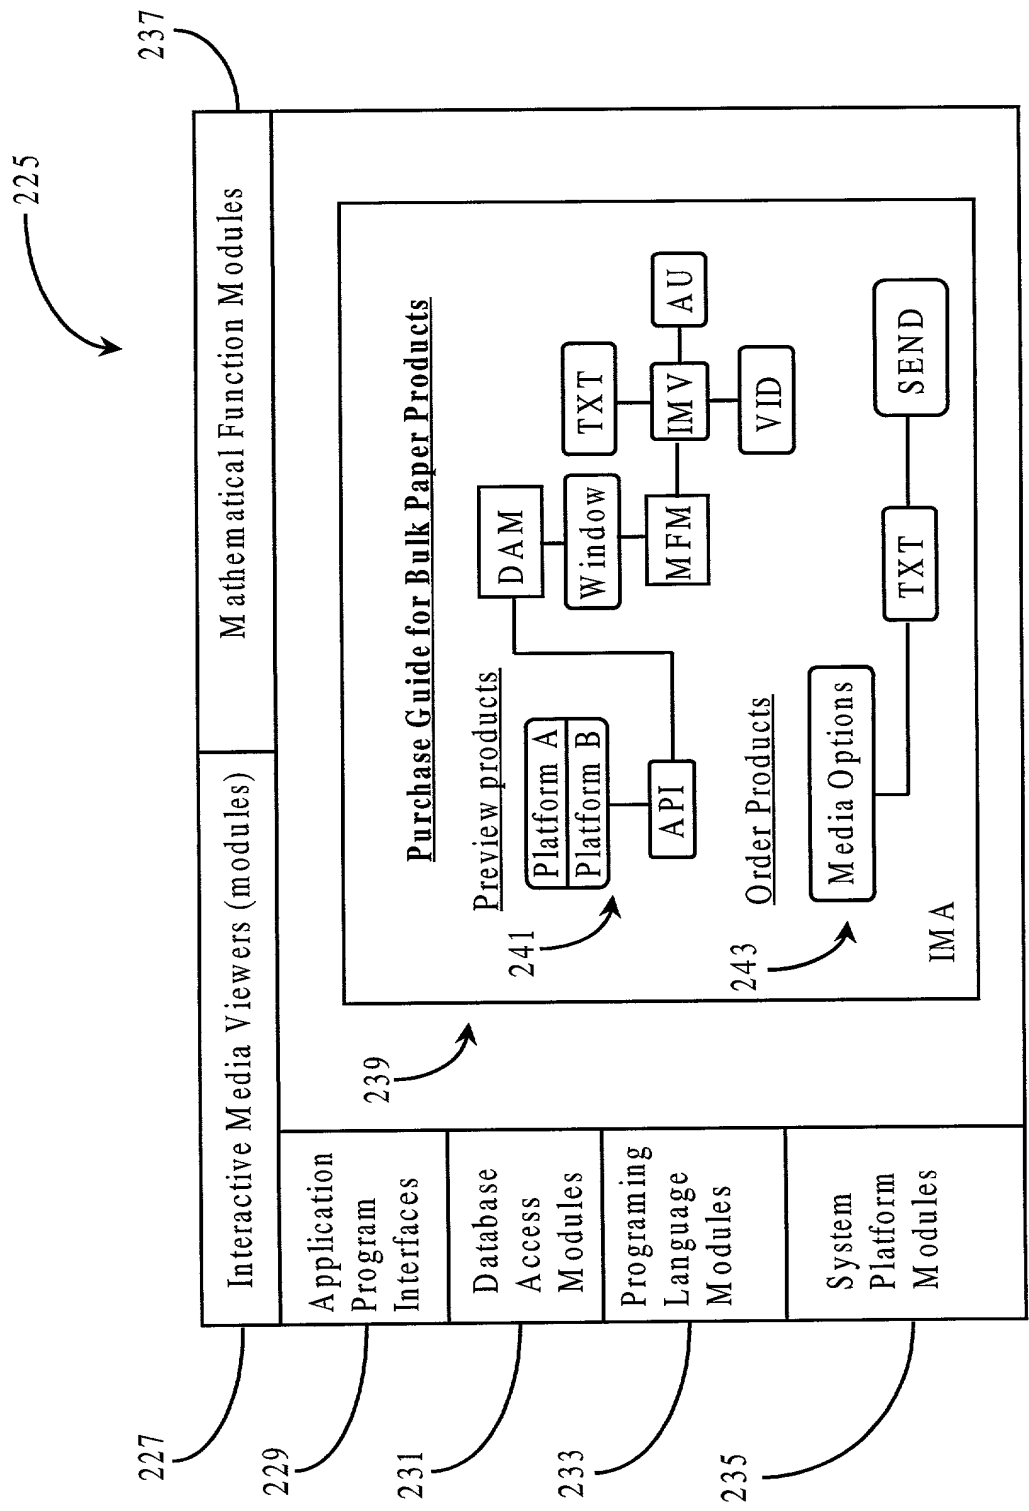 225
237
Interactive Media Viewers (modules)
Mathematical Function Modules
227
Application
Program
Interfaces
229
Database
Access
Modules
231
Programing
Language
Modules
233
System
Platform
Modules
235
239
Purchase Guide for Bulk Paper Products
Preview products
Platform A
Platform B
241
API
DAM
Window
MFM
TXT
IMV
AU
VID
Order Products
Media Options
243
TXT
SEND
IMA